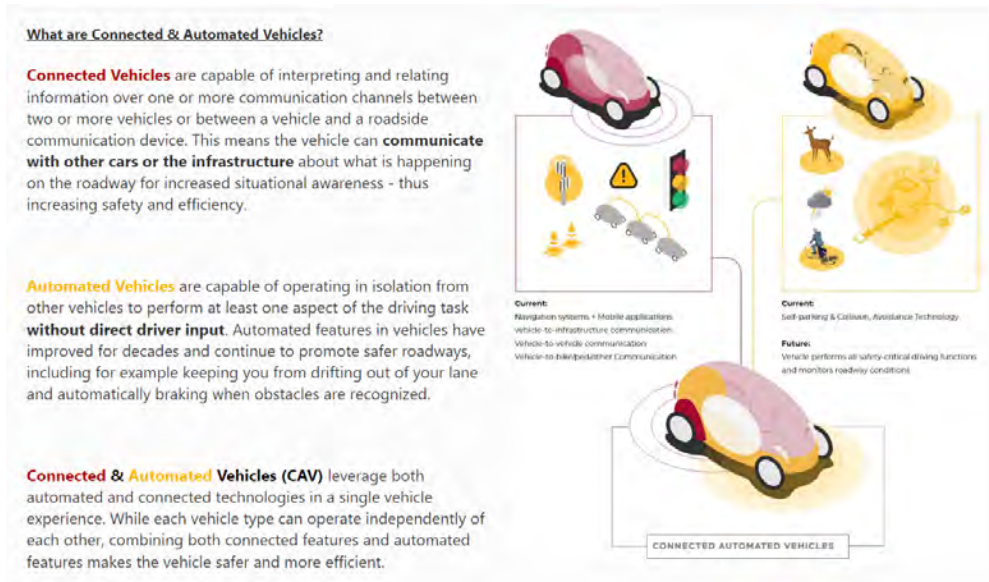 What are Connected & Automated Vehicles?
Connected Vehicles are capable of interpreting and relating
information over one or more communication channels between
two or more vehicles or between a vehicle and a roadside
communication device. This means the vehicle can communicate
with other cars or the infrastructure about what is happening
on the roadway for increased situational awareness - thus
increasing safety and efficiency.
Automated Vehicles are capable of operating in isolation from
other vehicles to perform at least one aspect of the driving task
without direct driver input. Automated features in vehicles have
improved for decades and continue to promote safer roadways,
including for example keeping you from drifting out of your lane
and automatically braking when obstacles are recognized.
Connected & Automated Vehicles (CAV) leverage both
automated and connected technologies in a single vehicle
experience. While each vehicle type can operate independently of
each other, combining both connected features and automated
features makes the vehicle safer and more efficient.
Current:
Navigation systems + Mobile applications
Vehicle-to-infrastructure communication
Vehicle-to-vehicle communication
Vehicle-to-bike/ped/other Communication
Current:
Self-parking & Collision, Avoidance Technology
Future:
Vehicle performs all safety-critical driving functions
and monitors roadway conditions
CONNECTED AUTOMATED VEHICLES